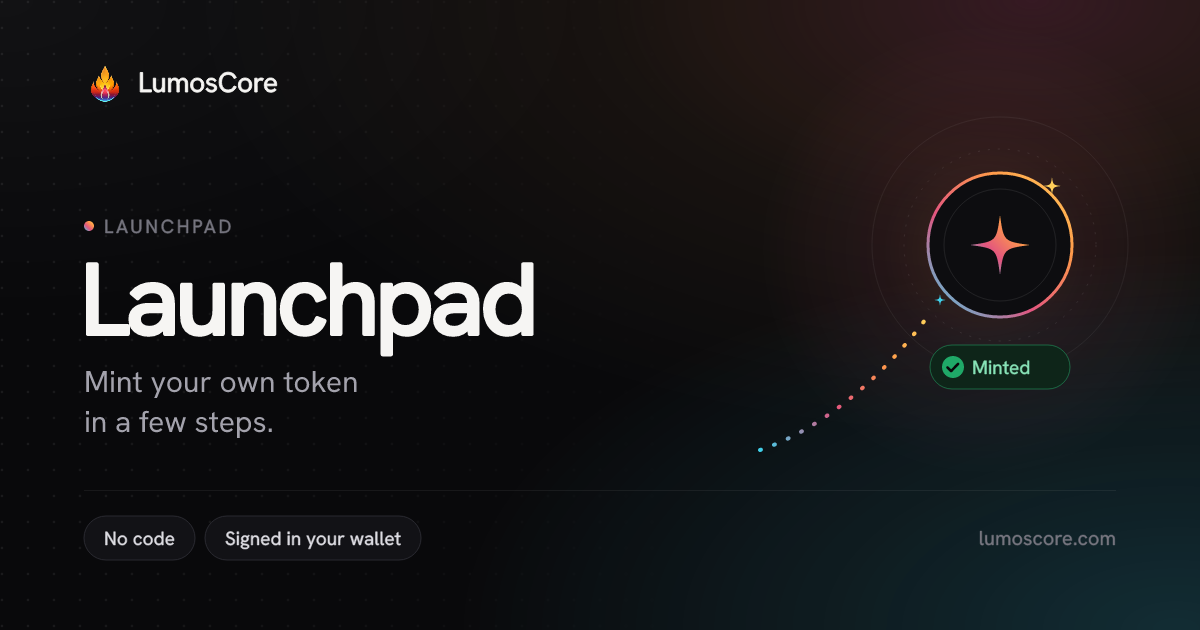 LumosCore
LAUNCHPAD
Launchpad
Mint your own token
in a few steps.
Minted
No code
Signed in your wallet
lumoscore.com